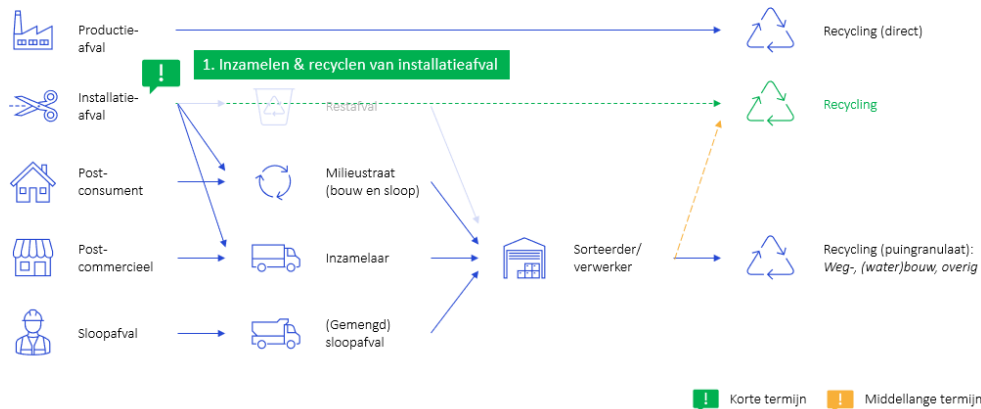 Productie-
afval
Recycling (direct)
!
1. Inzamelen & recyclen van installatieafval
Installatie-
afval
Restafval
Recycling
Post-
consument
Milieustraat
(bouw en sloop)
Post-
commercieel
Inzamelaar
Sorteerder/
verwerker
Recycling (puingranulaat):
Weg-, (water)bouw, overig
Sloopafval
(Gemengd)
sloopafval
! Korte termijn
! Middellange termijn